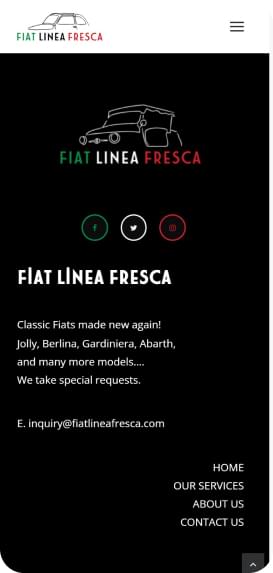 FIAT LINEA FRESCA
FIAT LINEA FRESCA
FIAT LINEA FRESCA
Classic Fiats made new again!
Jolly, Berlina, Gardiniera, Abarth,
and many more models....
We take special requests.
E. inquiry@fiatlineafresca.com
HOME
OUR SERVICES
ABOUT US
CONTACT US